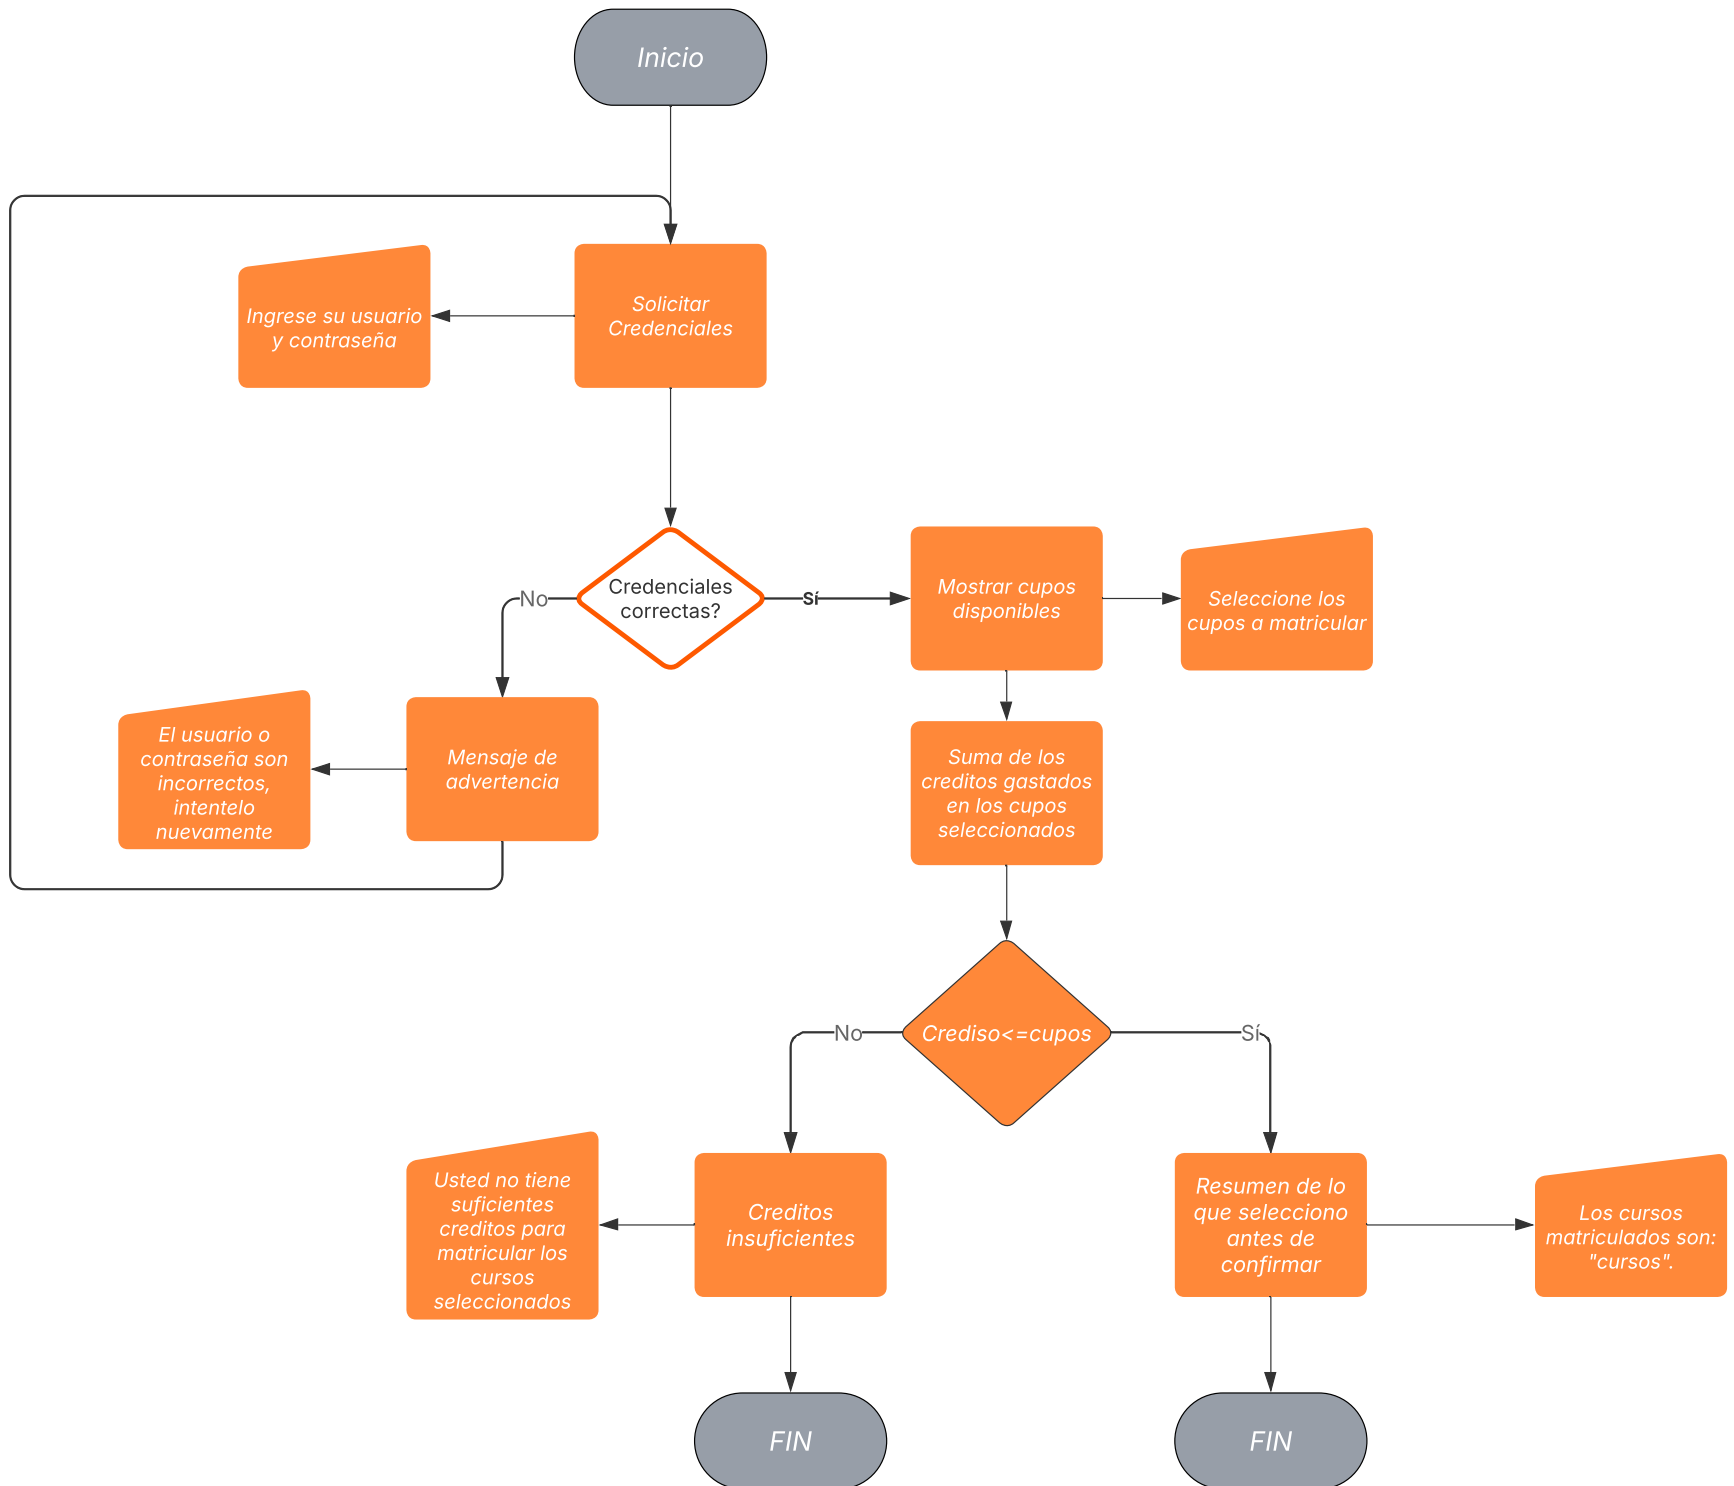 Inicio
Ingrese su usuario
y contraseña
Solicitar
Credenciales
Credenciales
correctas?
No
Sí
Mostrar cupos
disponibles
Seleccione los
cupos a matricular
El usuario o
contraseña son
incorrectos,
intentelo
nuevamente
Mensaje de
advertencia
Suma de los
creditos gastados
en los cupos
seleccionados
Crediso<=cupos
No
Sí
Usted no tiene
suficientes
creditos para
matricular los
cursos
seleccionados
Creditos
insuficientes
Resumen de lo
que selecciono
antes de
confirmar
Los cursos
matriculados son:
"cursos".
FIN
FIN